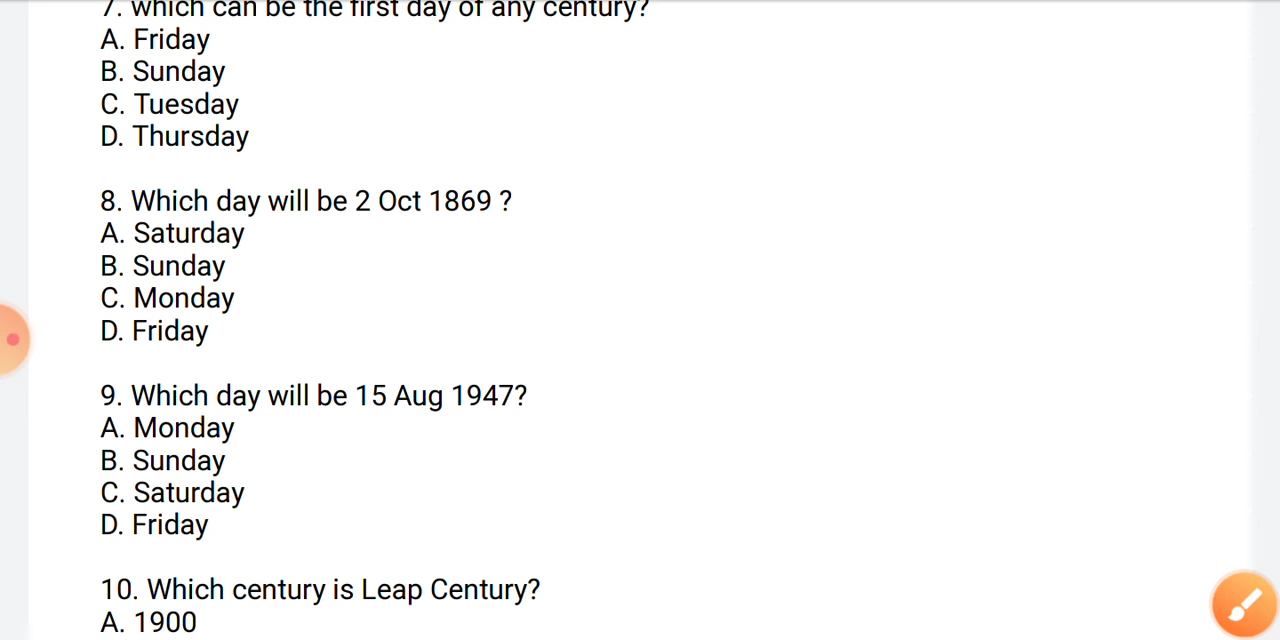 7. which can be the first day of any century?
A. Friday
B. Sunday
C. Tuesday
D. Thursday
8. Which day will be 2 Oct 1869 ?
A. Saturday
B. Sunday
C. Monday
D. Friday
9. Which day will be 15 Aug 1947?
A. Monday
B. Sunday
C. Saturday
D. Friday
10. Which century is Leap Century?
A. 1900